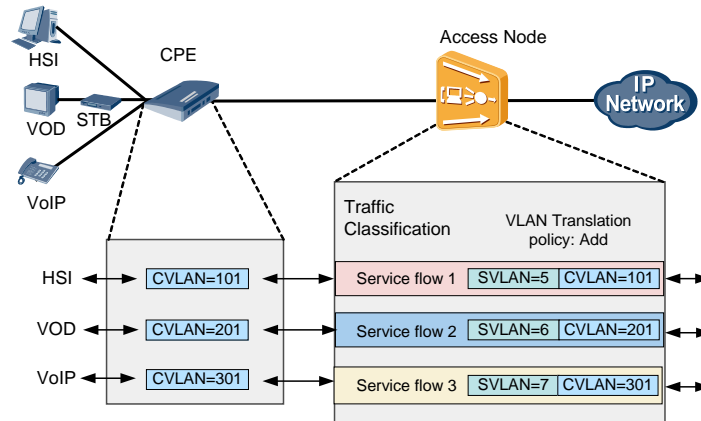 HSI
CPE
Access Node
IP
Network
VOD
STB
VoIP
Traffic
Classification
VLAN Translation
policy: Add
HSI
CVLAN=101
Service flow 1
SVLAN=5
CVLAN=101
VOD
CVLAN=201
Service flow 2
SVLAN=6
CVLAN=201
VoIP
CVLAN=301
Service flow 3
SVLAN=7
CVLAN=301